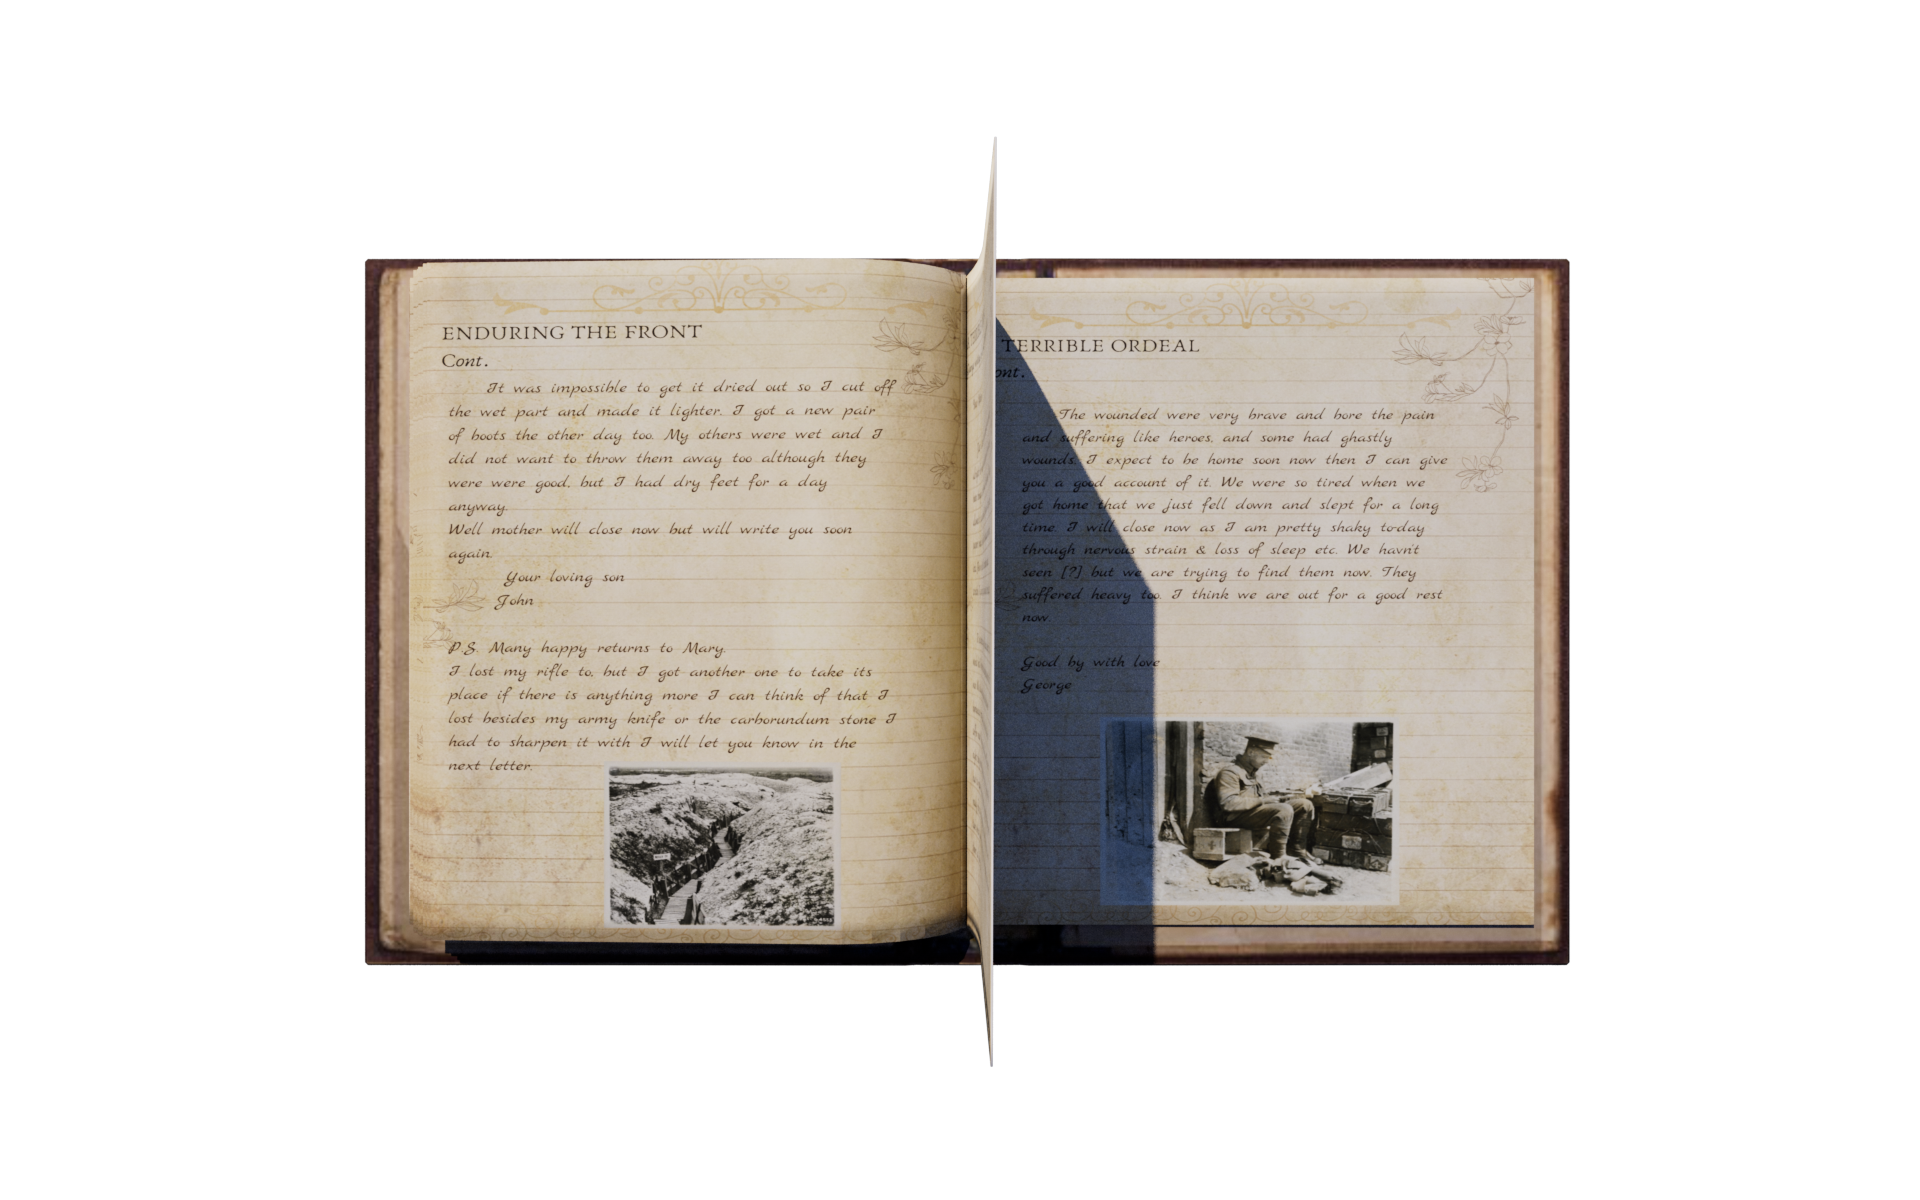 ENDURING THE FRONT
Cont.
It was impossible to get it dried out so I cut off
the wet part and made it lighter. I got a new pair
of boots the other day too. My others were wet and I
did not want to throw them away too although they
were were good, but I had dry feet for a day
anyway.
Well mother will close now but will write you soon
again.
Your loving son
John
P.S. Many happy returns to Mary.
I lost my rifle to, but I got another one to take its
place if there is anything more I can think of that I
lost besides my army knife or the carborundum stone I
had to sharpen it with I will let you know in the
next letter.
TERRIBLE ORDEAL
ont.
The wounded were very brave and bore the pain
and suffering like heroes, and some had ghastly
wounds. I expect to be home soon now then I can give
you a good account of it. We were so tired when we
got home that we just fell down and slept for a long
time. I will close now as I am pretty shaky to-day
through nervous strain & loss of sleep etc. We havn't
seen [?] but we are trying to find them now. They
suffered heavy too. I think we are out for a good rest
now.
Good by with love
George